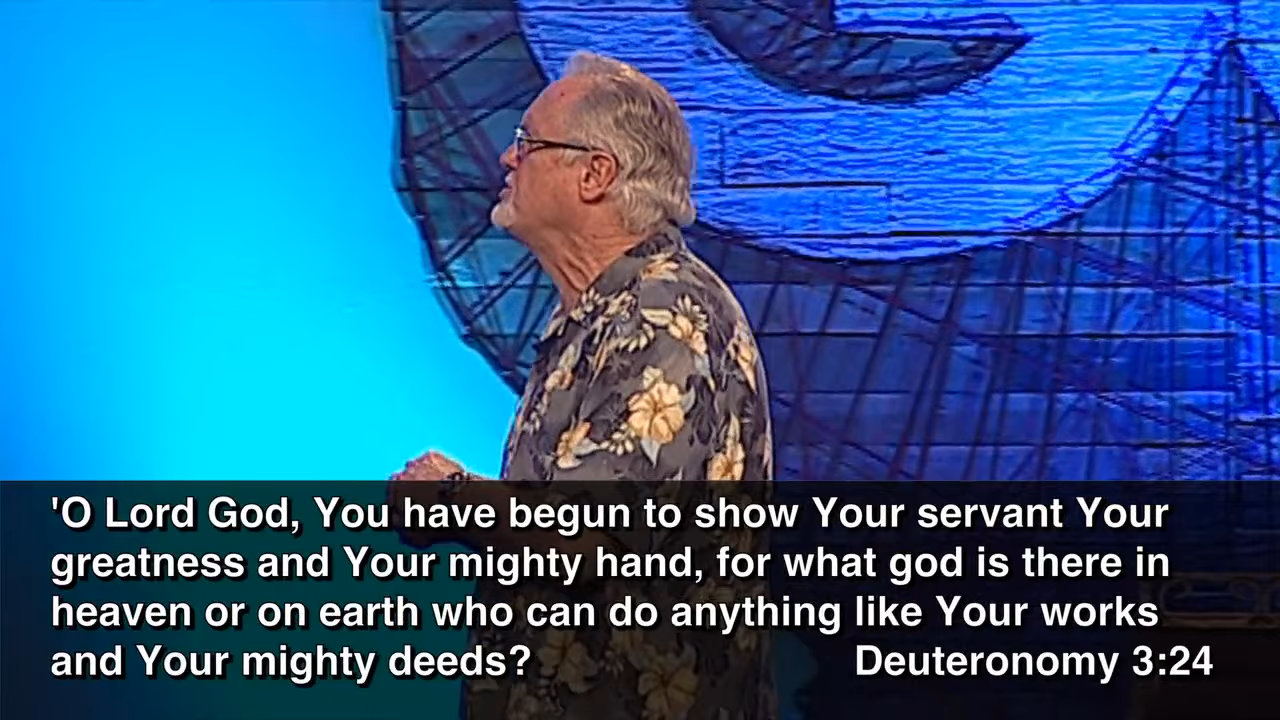 'O Lord God, You have begun to show Your servant Your
greatness and Your mighty hand, for what god is there in
heaven or on earth who can do anything like Your works
and Your mighty deeds? Deuteronomy 3:24